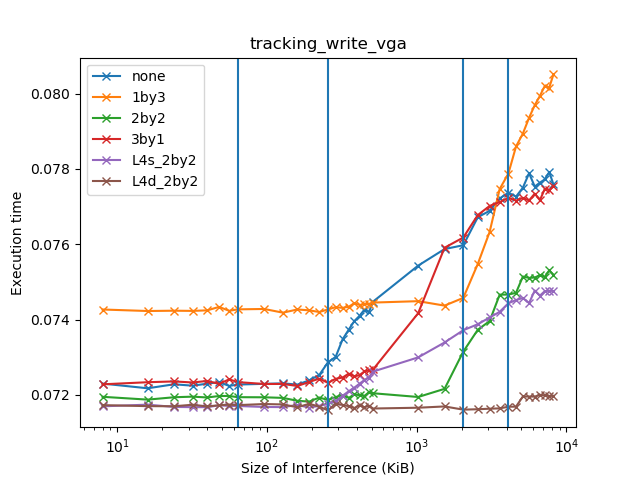 tracking_write_vga
none
1by3
2by2
3by1
L4s_2by2
L4d_2by2
Execution time
0.080
0.078
0.076
0.074
0.072
10¹ 10² 10³ 10⁴
Size of Interference (KiB)